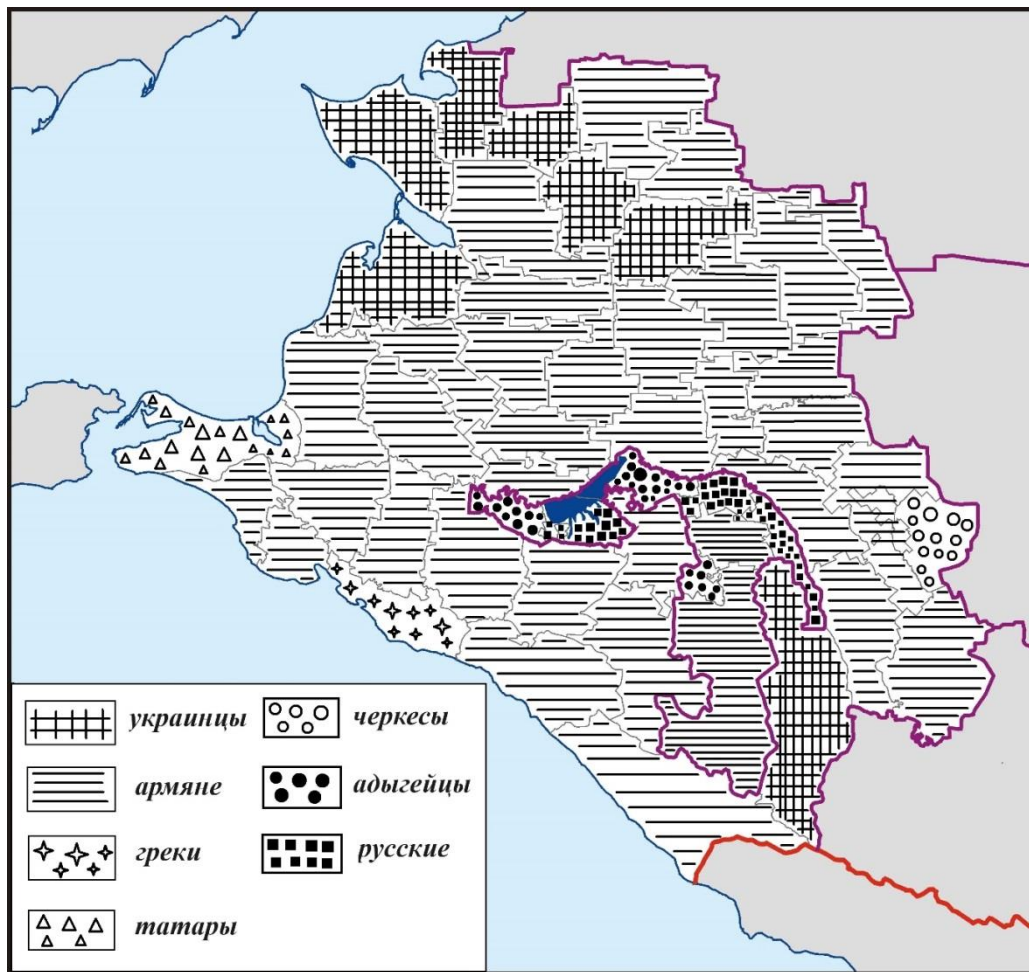 украинцы
черкесы
армяне
адыгейцы
греки
русские
татары